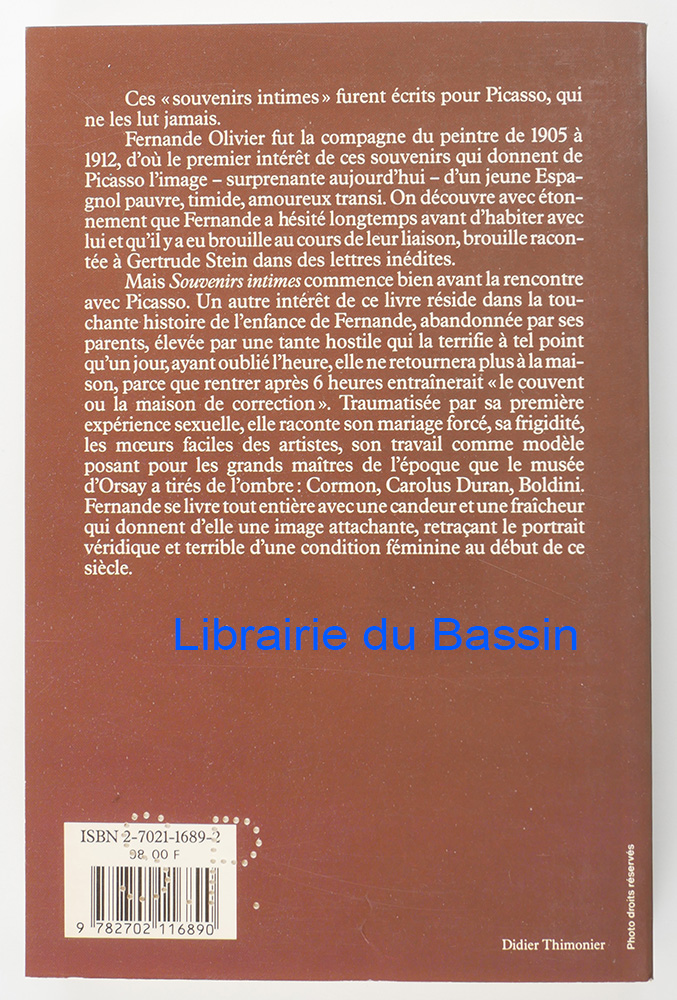 Ces « souvenirs intimes » furent écrits pour Picasso, qui
ne les lut jamais.
Fernande Olivier fut la compagne du peintre de 1905 à
1912, d'où le premier intérêt de ces souvenirs qui donnent de
Picasso l'image – surprenante aujourd'hui – d'un jeune Espa-
gnol pauvre, timide, amoureux transi. On découvre avec éton-
nement que Fernande a hésité longtemps avant d'habiter avec
lui et qu'il y a eu brouille au cours de leur liaison, brouille racon-
tée à Gertrude Stein dans des lettres inédites.
Mais Souvenirs intimes commence bien avant la rencontre
avec Picasso. Un autre intérêt de ce livre réside dans la tou-
chante histoire de l'enfance de Fernande, abandonnée par ses
parents, élevée par une tante hostile qui la terrifie à tel point
qu'un jour, ayant oublié l'heure, elle ne retournera plus à la mai-
son, parce que rentrer après 6 heures entraînerait « le couvent
ou la maison de correction ». Traumatisée par sa première
expérience sexuelle, elle raconte son mariage forcé, sa frigidité,
les mœurs faciles des artistes, son travail comme modèle
posant pour les grands maîtres de l'époque que le musée
d'Orsay a tirés de l'ombre : Cormon, Carolus Duran, Boldini.
Fernande se livre tout entière avec une candeur et une fraîcheur
qui donnent d'elle une image attachante, retraçant le portrait
véridique et terrible d'une condition féminine au début de ce
siècle.
Librairie du Bassin
ISBN 2-7021-1689-2
98.00 F
9 782702 116890
Didier Thimonier
Photo droits réservés